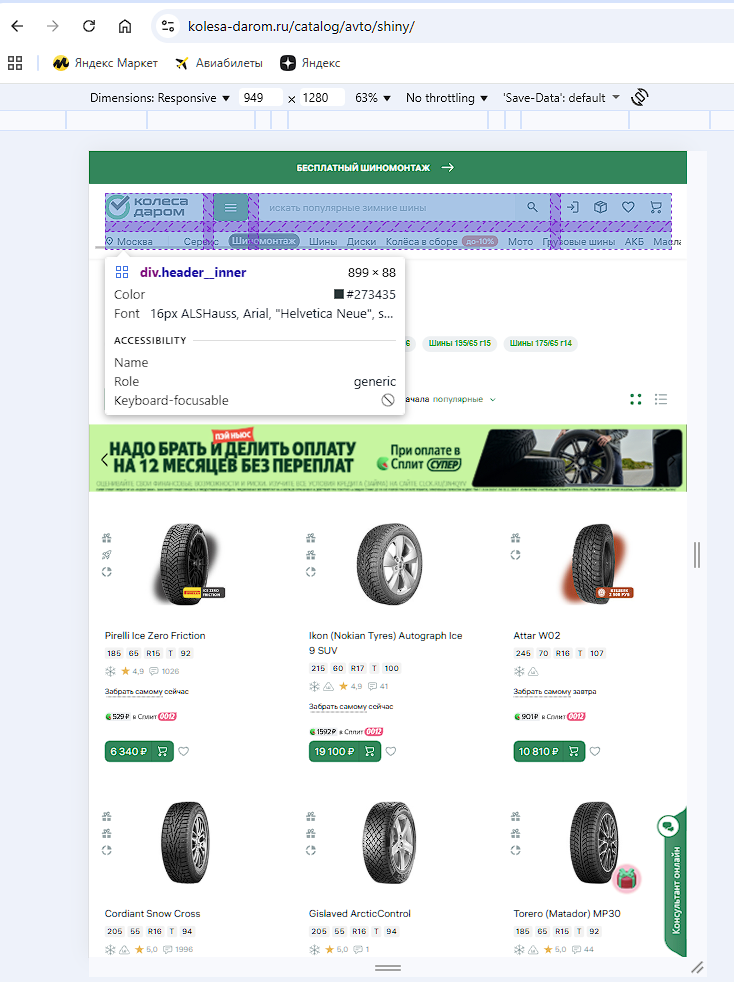 kolesa-darom.ru/catalog/avto/shiny/
Яндекс Маркет Авиабилеты Яндекс
Dimensions: Responsive ▼ 949 × 1280 63% ▼ No throttling ▼ 'Save-Data': default
БЕСПЛАТНЫЙ ШИНОМОНТАЖ →
колеса
даром
искать популярные зимние шины
Москва Сервис Шиномонтаж Шины Диски Колёса в сборе до-10% Мото Грузовые шины АКБ Масла
div.header__inner 899 × 88
Color #273435
Font 16px ALSHauss, Arial, "Helvetica Neue", s...
ACCESSIBILITY
Name
Role generic
Keyboard-focusable
6 Шины 195/65 r15 Шины 175/65 r14
ачала популярные
ПЭЙ НЬЮС
НАДО БРАТЬ И ДЕЛИТЬ ОПЛАТУ
НА 12 МЕСЯЦЕВ БЕЗ ПЕРЕПЛАТ
При оплате в
Сплит СУПЕР
ICE ZERO
FRICTION
Pirelli Ice Zero Friction
185 65 R15 T 92
4,9 1026
Забрать самому сейчас
529 ₽ в Сплит 0012
6 340 ₽
Ikon (Nokian Tyres) Autograph Ice
9 SUV
215 60 R17 T 100
4,9 41
Забрать самому сейчас
1592 ₽ в Сплит 0012
19 100 ₽
Attar W02
245 70 R16 T 107
Забрать самому завтра
901 ₽ в Сплит 0012
10 810 ₽
Cordiant Snow Cross
205 55 R16 T 94
5,0 1996
Gislaved ArcticControl
205 55 R16 T 94
5,0 1
Torero (Matador) MP30
185 65 R15 T 92
5,0 44
Консультант онлайн